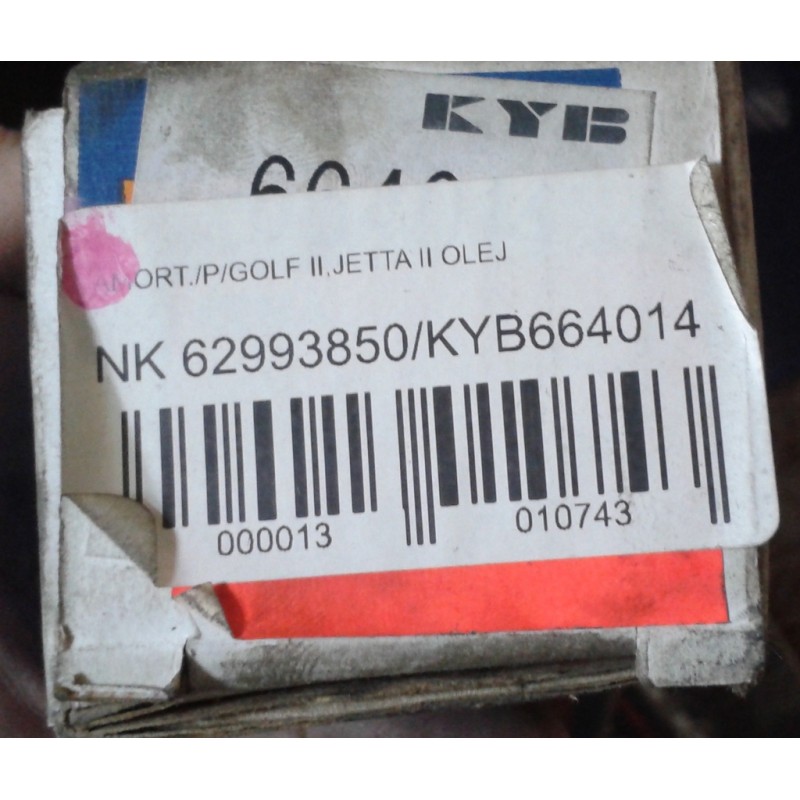 KYB
AMORT./P/GOLF II,JETTA II OLEJ
NK 62993850/KYB664014
000013 010743